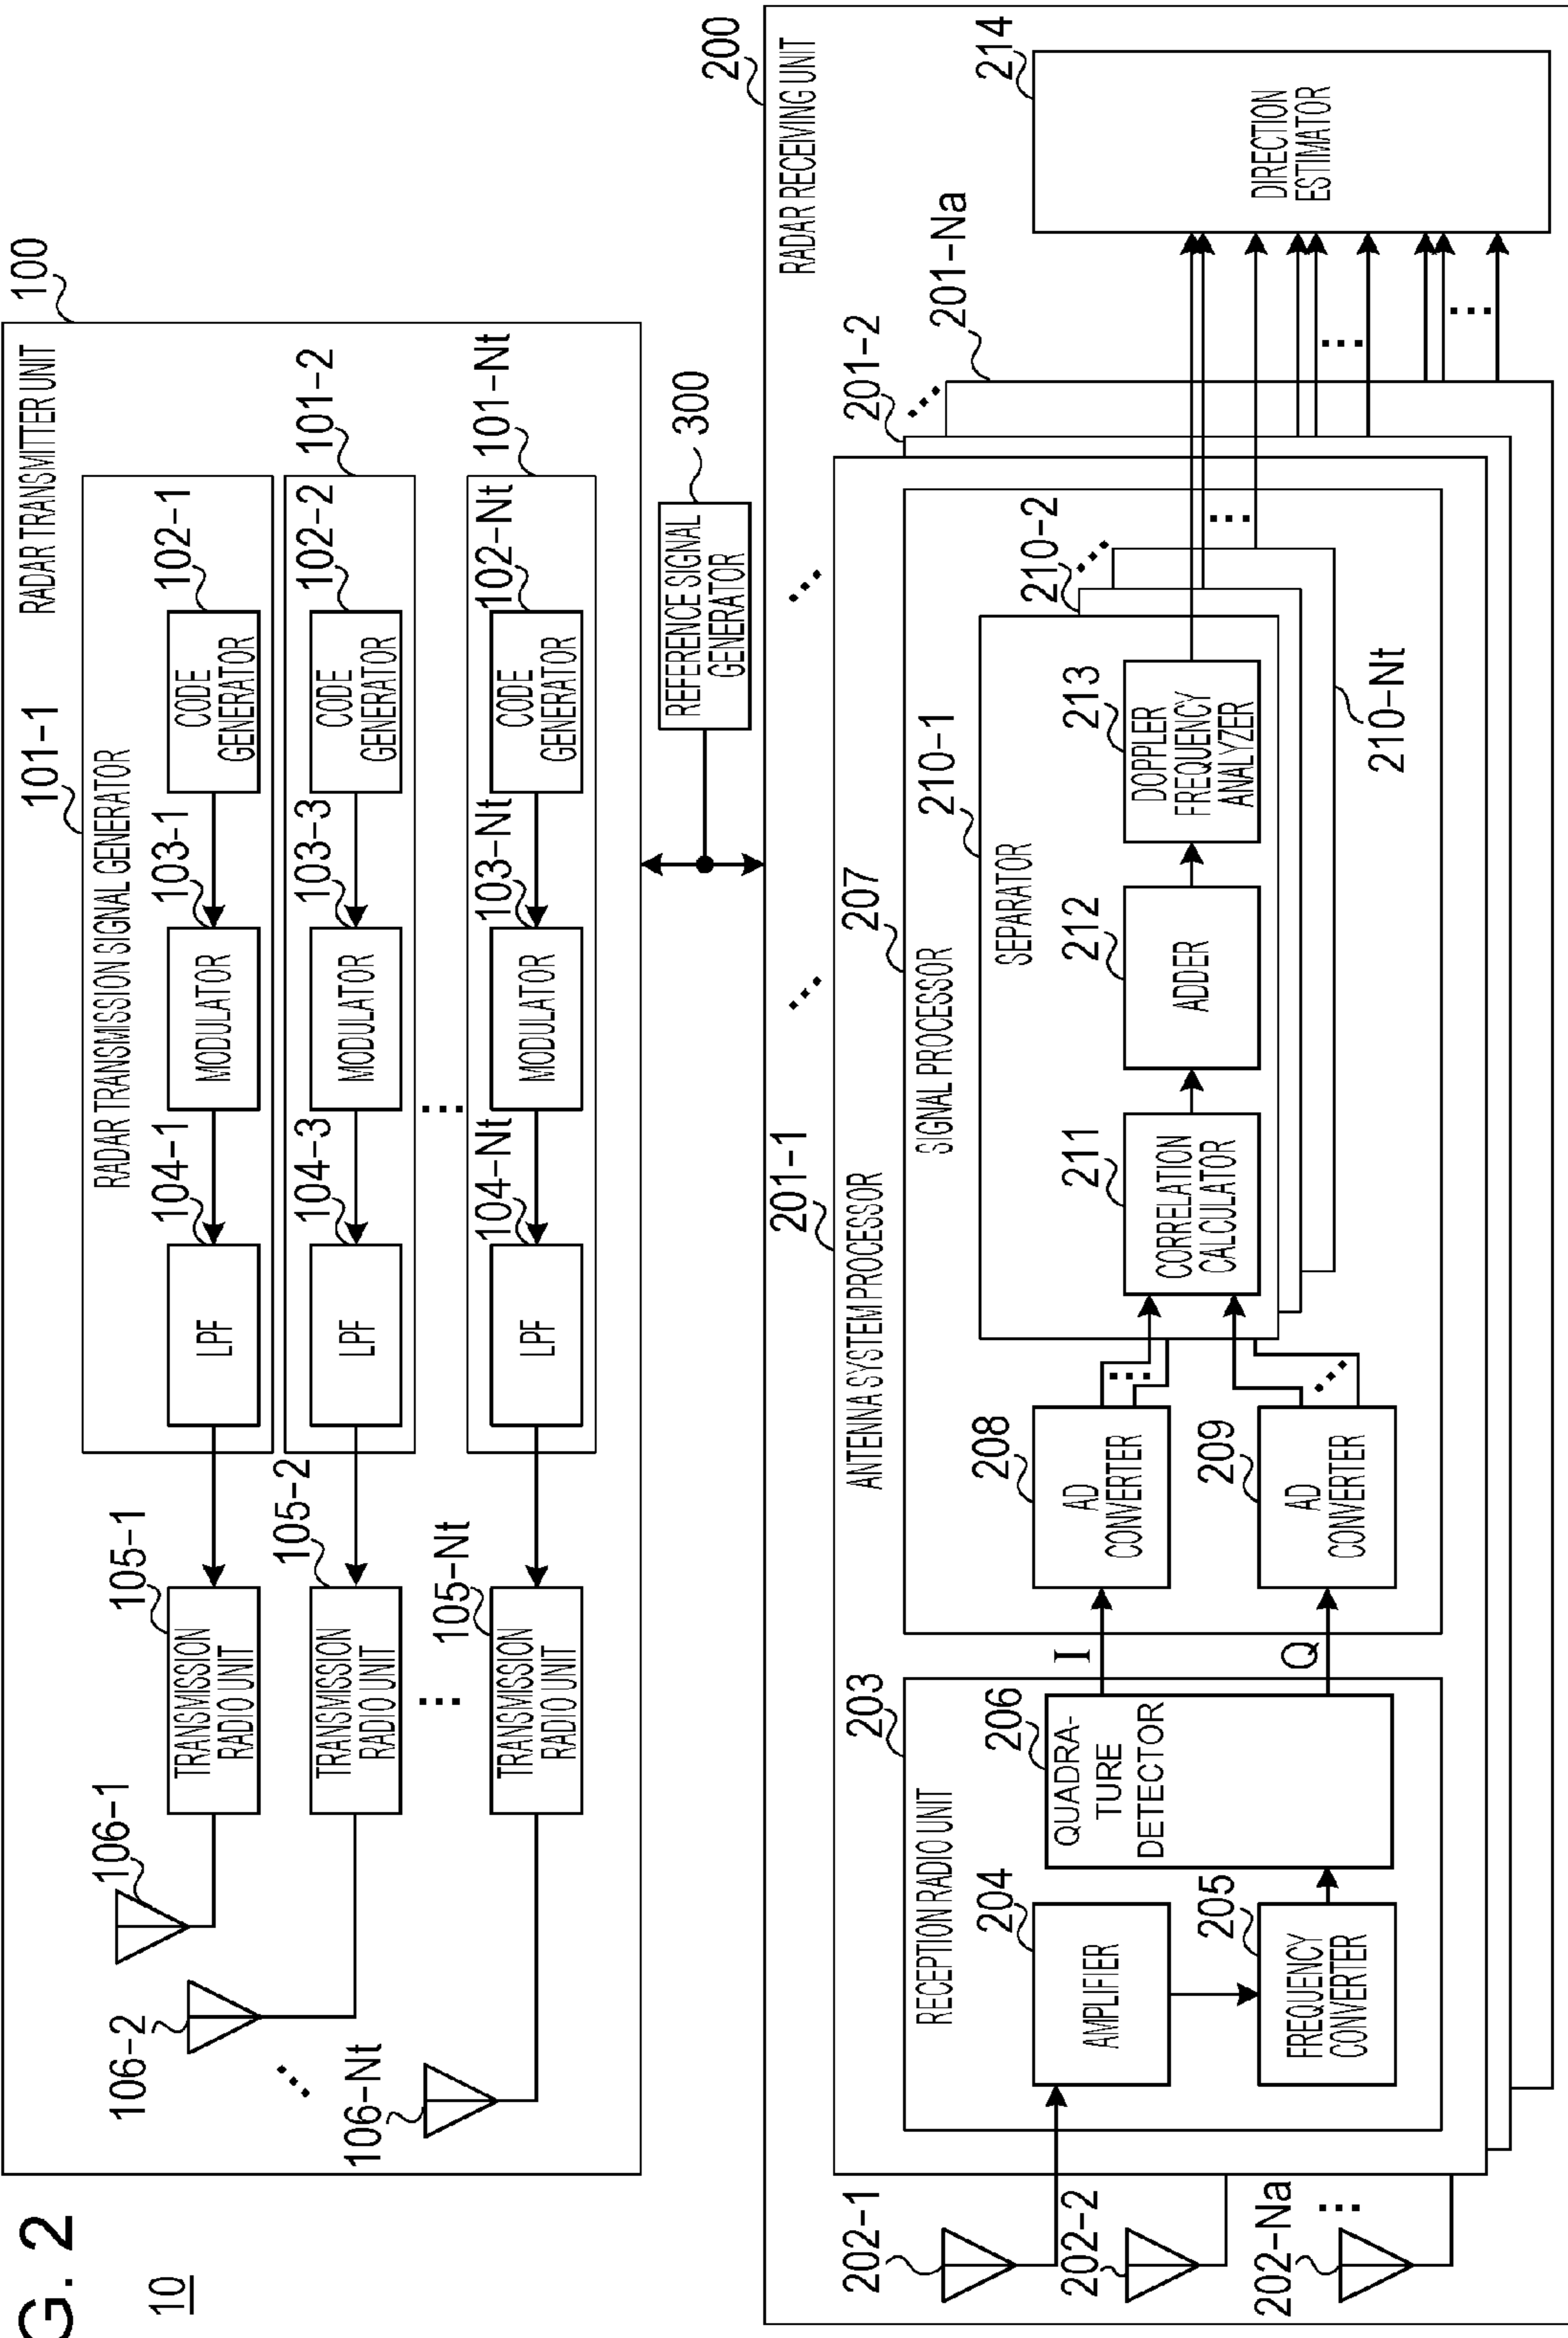 G. 2
10
RADAR TRANSMITTER UNIT
100
RADAR TRANSMISSION SIGNAL GENERATOR
101-1
106-1
TRANSMISSION
RADIO UNIT
105-1
LPF
104-1
MODULATOR
103-1
CODE
GENERATOR
102-1
106-2
TRANSMISSION
RADIO UNIT
105-2
LPF
104-3
MODULATOR
103-3
CODE
GENERATOR
102-2
101-2
...
...
...
106-Nt
TRANSMISSION
RADIO UNIT
105-Nt
LPF
104-Nt
MODULATOR
103-Nt
CODE
GENERATOR
102-Nt
101-Nt
REFERENCE SIGNAL
GENERATOR
300
RADAR RECEIVING UNIT
200
ANTENNA SYSTEM PROCESSOR
201-1
...
...
201-2
...
201-Na
202-1
202-2
202-Na
...
RECEPTION RADIO UNIT
203
AMPLIFIER
204
FREQUENCY
CONVERTER
205
QUADRA-
TURE
DETECTOR
206
I
Q
SIGNAL PROCESSOR
207
AD
CONVERTER
208
AD
CONVERTER
209
...
...
SEPARATOR
210-1
210-2
...
210-Nt
CORRELATION
CALCULATOR
211
ADDER
212
DOPPLER
FREQUENCY
ANALYZER
213
...
...
...
DIRECTION
ESTIMATOR
214